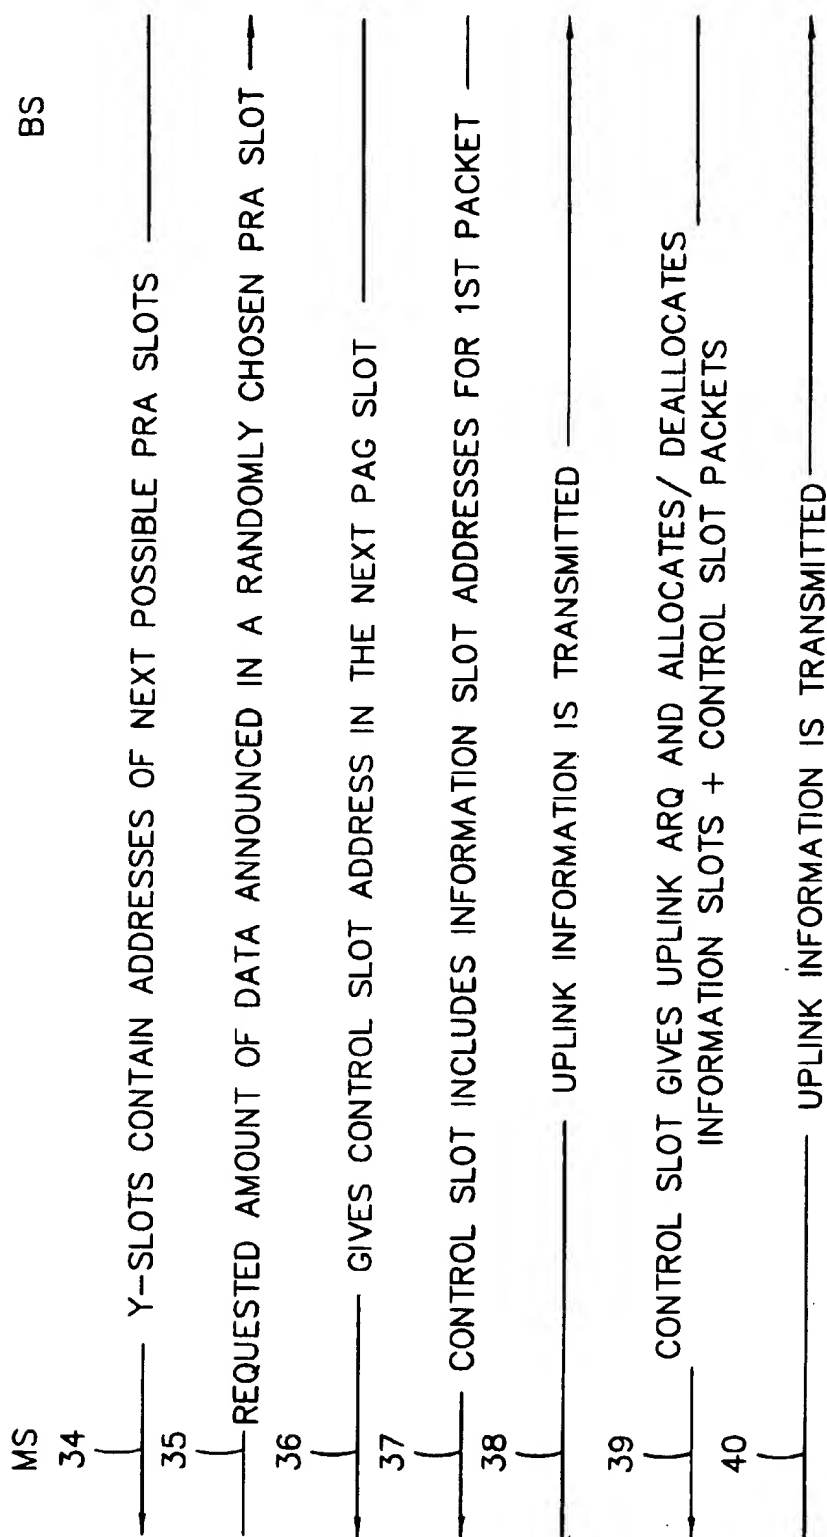 MS BS
34 Y-SLOTS CONTAIN ADDRESSES OF NEXT POSSIBLE PRA SLOTS
35 REQUESTED AMOUNT OF DATA ANNOUNCED IN A RANDOMLY CHOSEN PRA SLOT
36 GIVES CONTROL SLOT ADDRESS IN THE NEXT PAG SLOT
37 CONTROL SLOT INCLUDES INFORMATION SLOT ADDRESSES FOR 1ST PACKET
38 UPLINK INFORMATION IS TRANSMITTED
39 CONTROL SLOT GIVES UPLINK ARQ AND ALLOCATES/ DEALLOCATES
INFORMATION SLOTS + CONTROL SLOT PACKETS
40 UPLINK INFORMATION IS TRANSMITTED